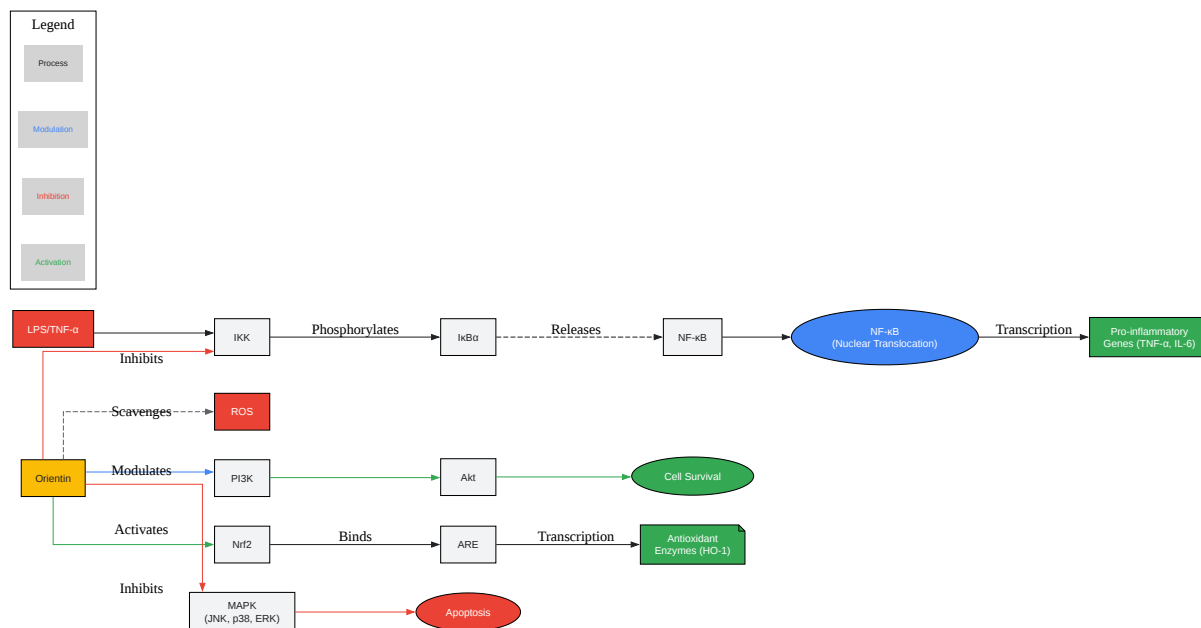 Legend
Process
Modulation
Inhibition
Activation
LPS/TNF-α
Inhibits
IKK
Phosphorylates
IκBα
Releases
NF-κB
NF-κB
(Nuclear Translocation)
Transcription
Pro-inflammatory
Genes (TNF-α, IL-6)
Scavenges
ROS
Orientin
Modulates
PI3K
Akt
Cell Survival
Activates
Nrf2
Binds
ARE
Transcription
Antioxidant
Enzymes (HO-1)
Inhibits
MAPK
(JNK, p38, ERK)
Apoptosis